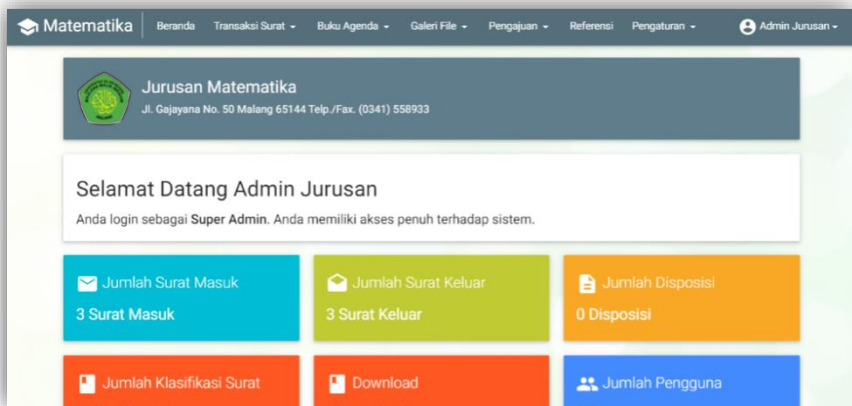 Matematika Beranda Transaksi Surat Buku Agenda Galeri File Pengajuan Referensi Pengaturan Admin Jurusan
Jurusan Matematika
Jl. Gajayana No. 50 Malang 65144 Telp./Fax. (0341) 558933
Selamat Datang Admin Jurusan
Anda login sebagai Super Admin. Anda memiliki akses penuh terhadap sistem.
Jumlah Surat Masuk
3 Surat Masuk
Jumlah Surat Keluar
3 Surat Keluar
Jumlah Disposisi
0 Disposisi
Jumlah Klasifikasi Surat
Download
Jumlah Pengguna